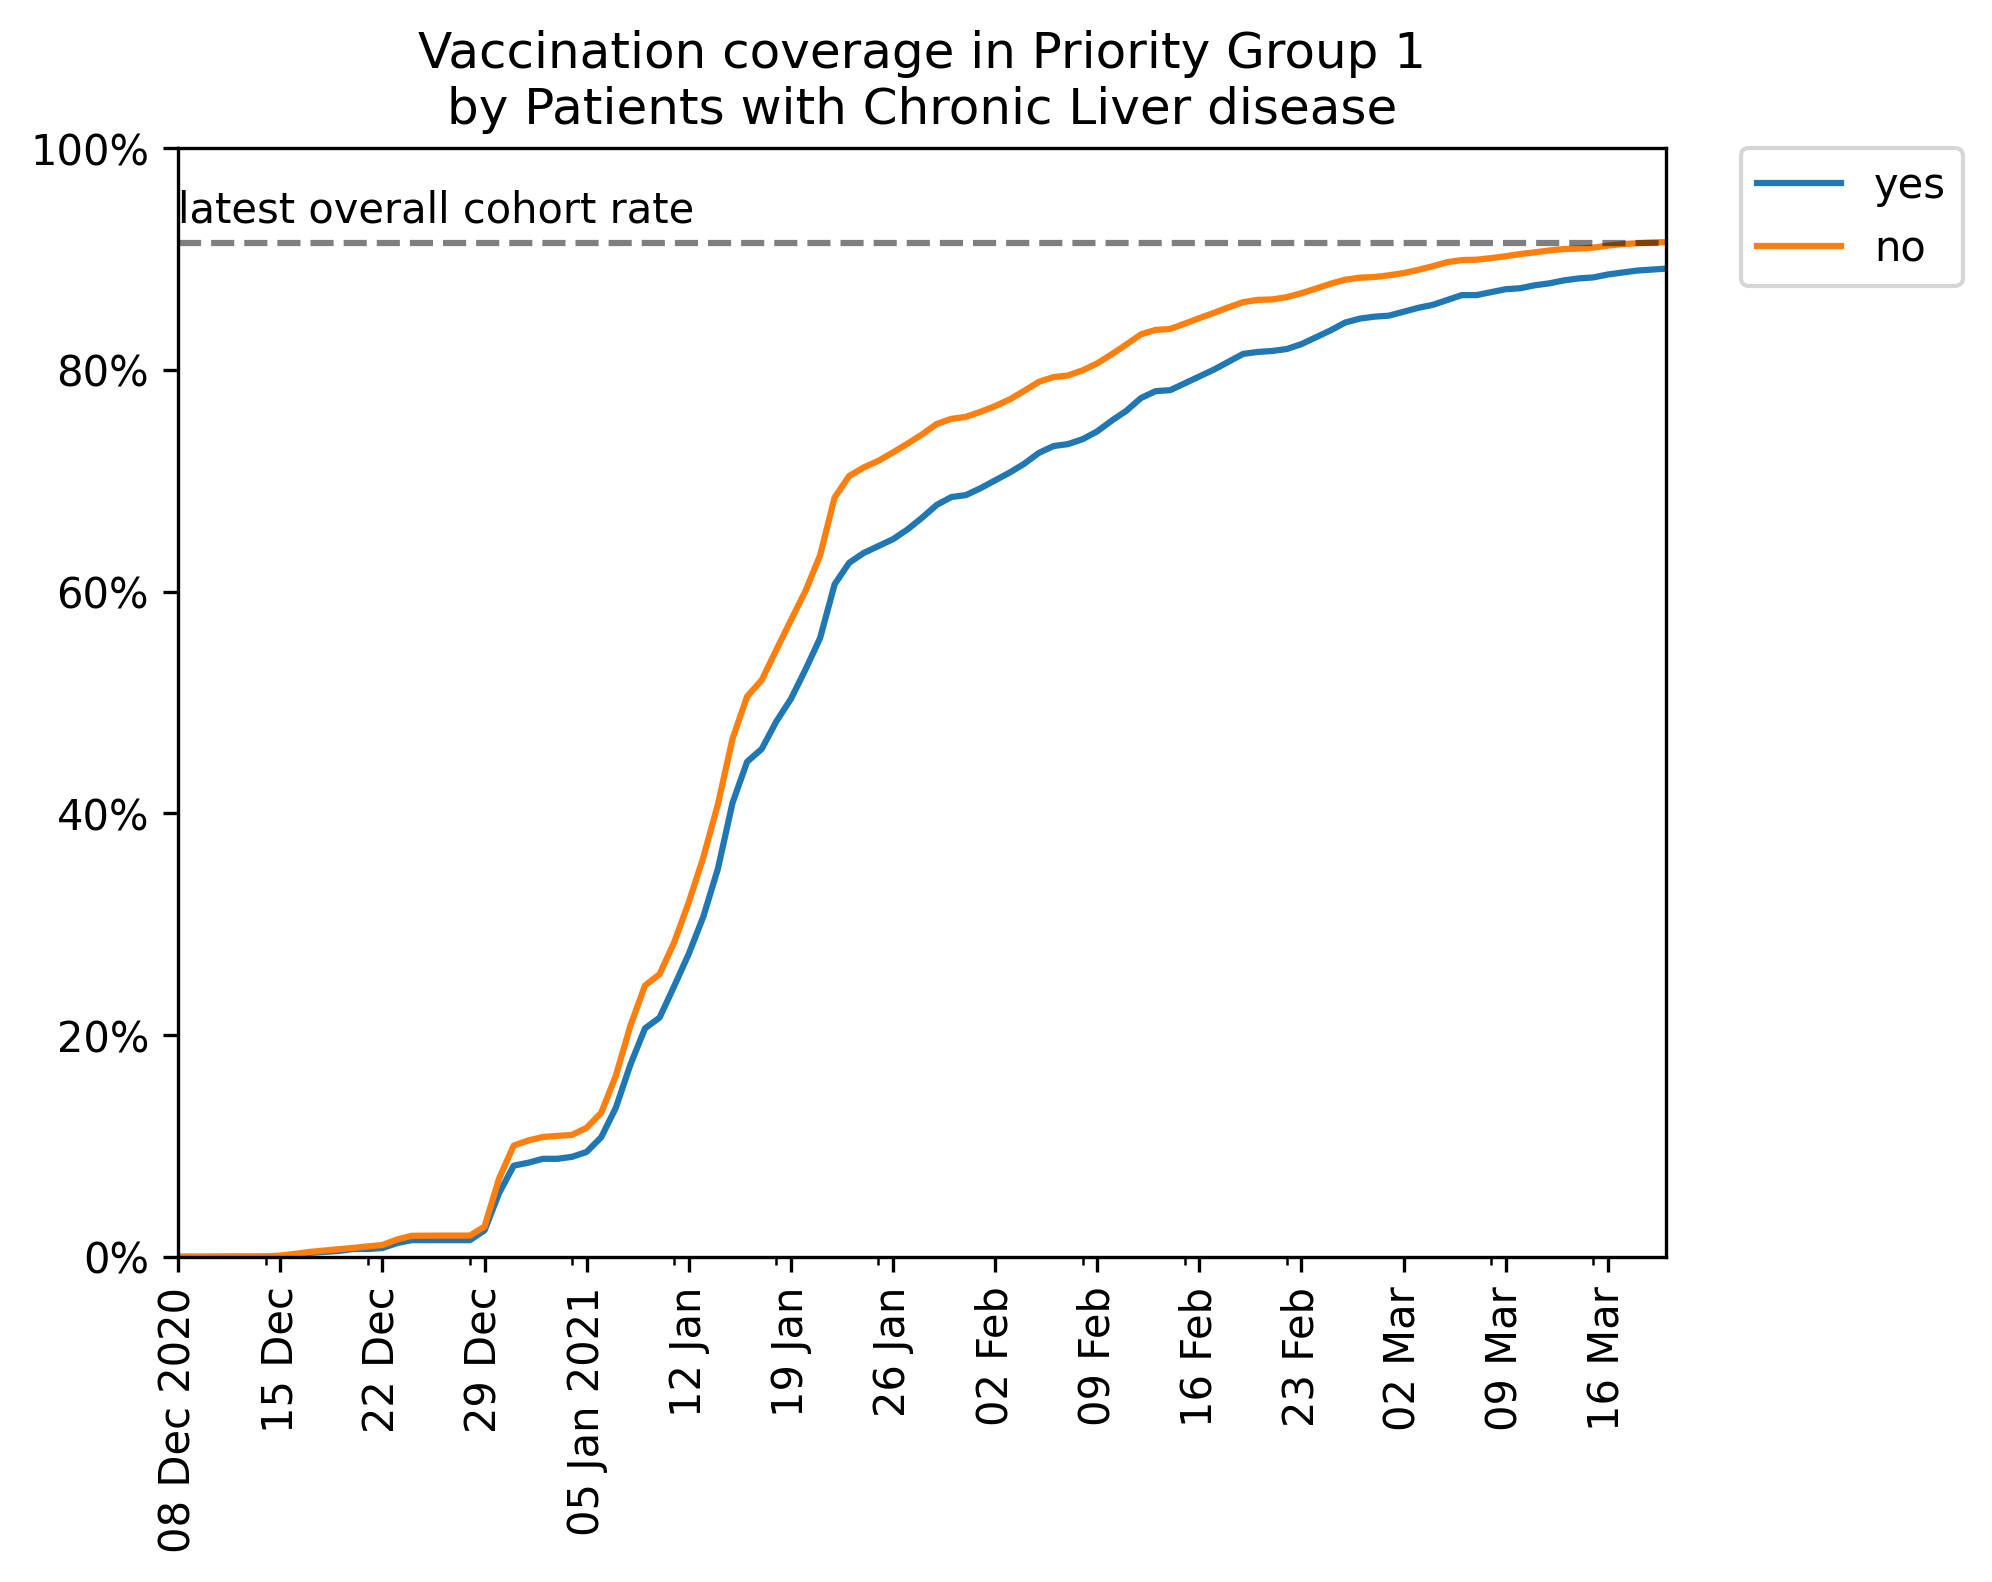 Vaccination coverage in Priority Group 1
by Patients with Chronic Liver disease
100%
80%
60%
40%
20%
0%
latest overall cohort rate
yes
no
08 Dec 2020
15 Dec
22 Dec
29 Dec
05 Jan 2021
12 Jan
19 Jan
26 Jan
02 Feb
09 Feb
16 Feb
23 Feb
02 Mar
09 Mar
16 Mar